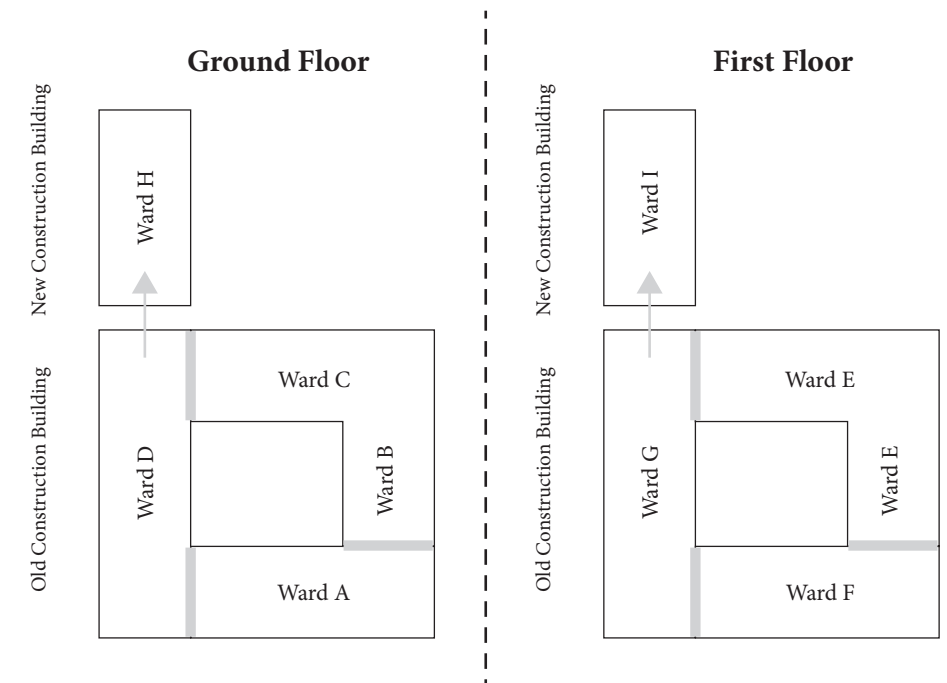 Ground Floor
New Construction Building
Ward H
Old Construction Building
Ward D
Ward C
Ward B
Ward A
First Floor
New Construction Building
Ward I
Old Construction Building
Ward G
Ward E
Ward E
Ward F